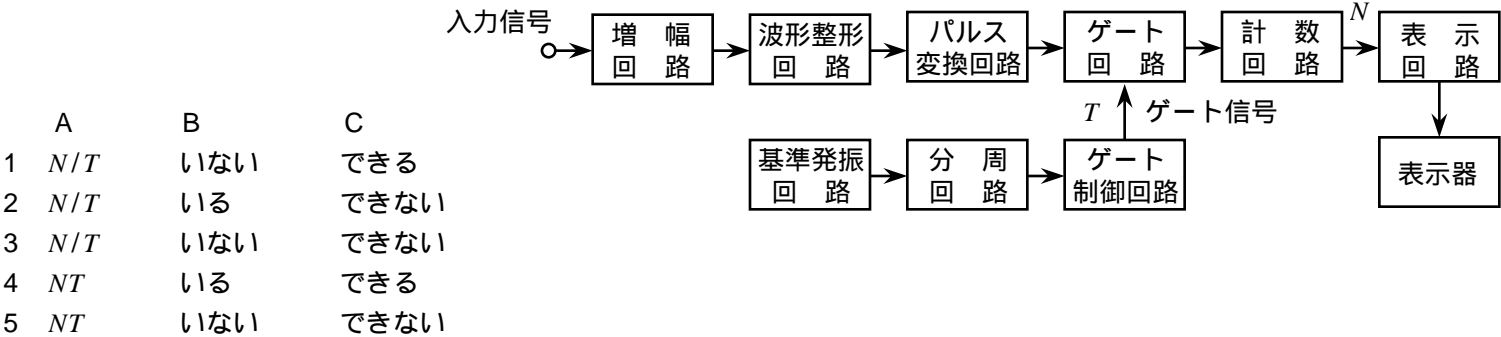 入力信号
増　幅
回　路
波形整形
回　路
パルス
変換回路
ゲート
回　路
計　数
回　路
N
表　示
回　路
T　ゲート信号
基準発振
回　路
分　周
回　路
ゲート
制御回路
表示器
A　B　C
1　N/T　いない　できる
2　N/T　いる　できない
3　N/T　いない　できない
4　NT　いる　できる
5　NT　いない　できない